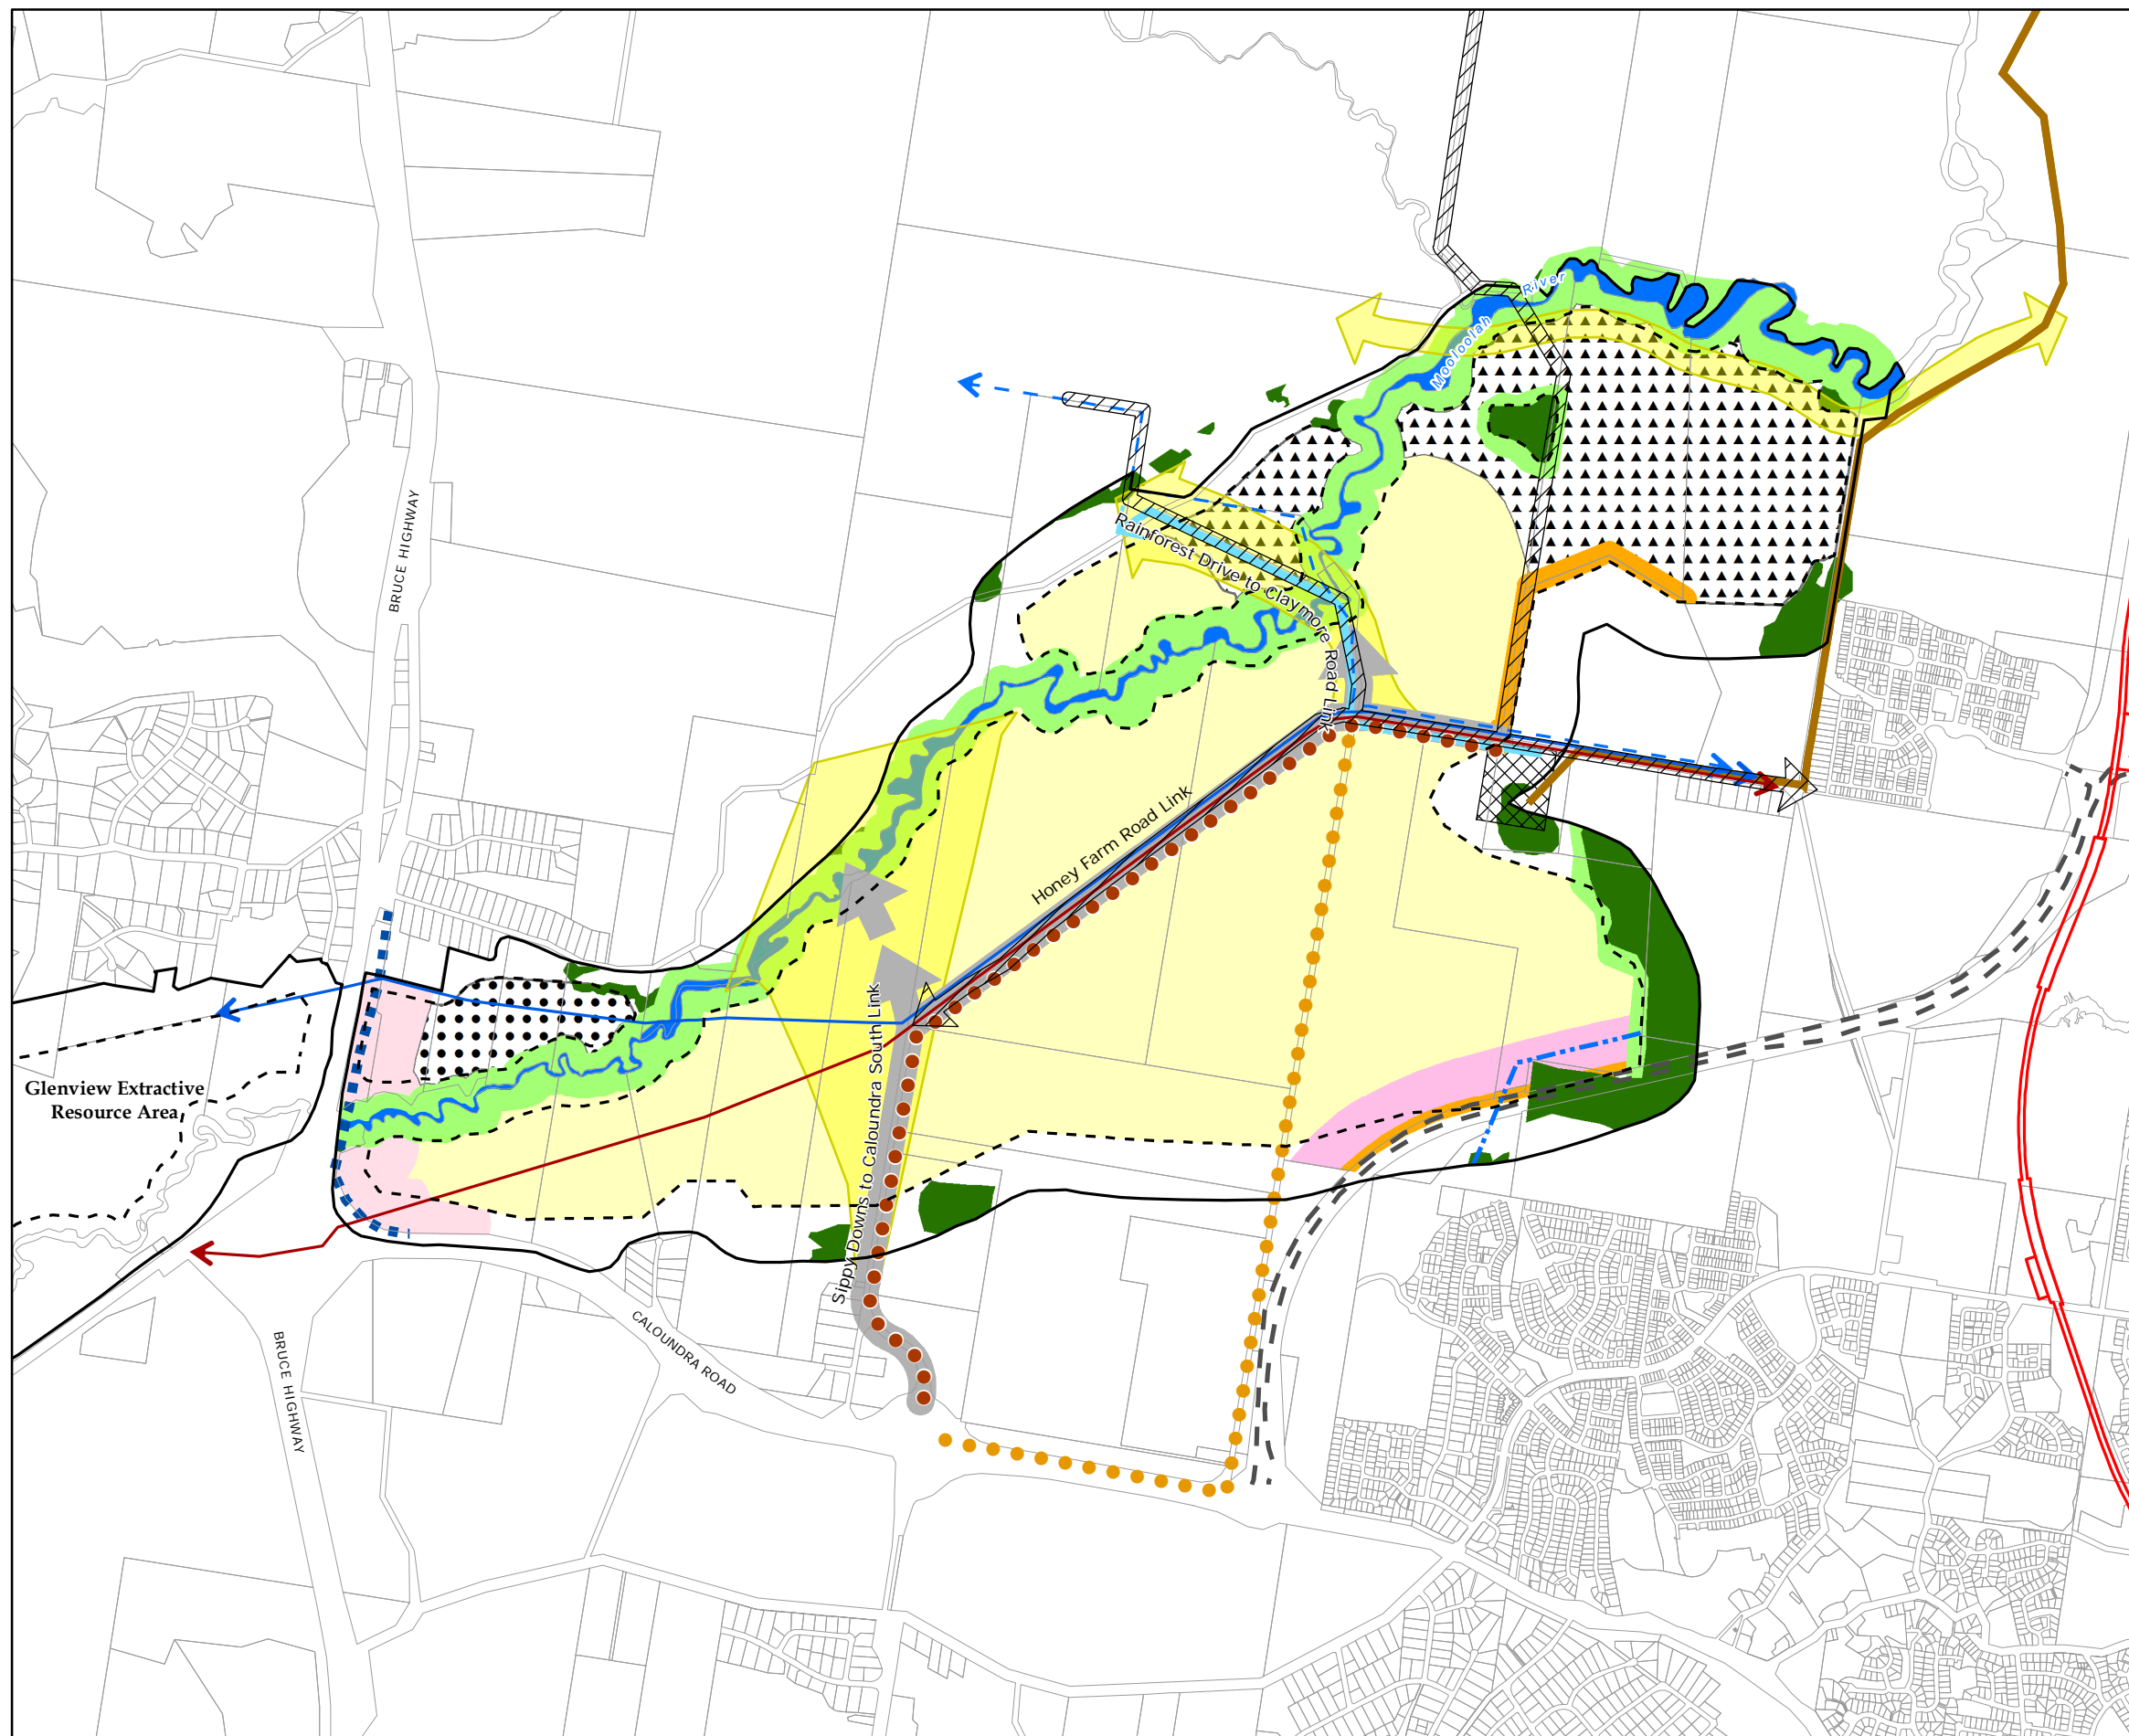 Mooloolah River
BRUCE HIGHWAY
Rainforest Drive to Claymore Road Link
Honey Farm Road Link
Sippy Downs to Caloundra South Link
Glenview Extractive
Resource Area
CALOUNDRA ROAD
BRUCE HIGHWAY